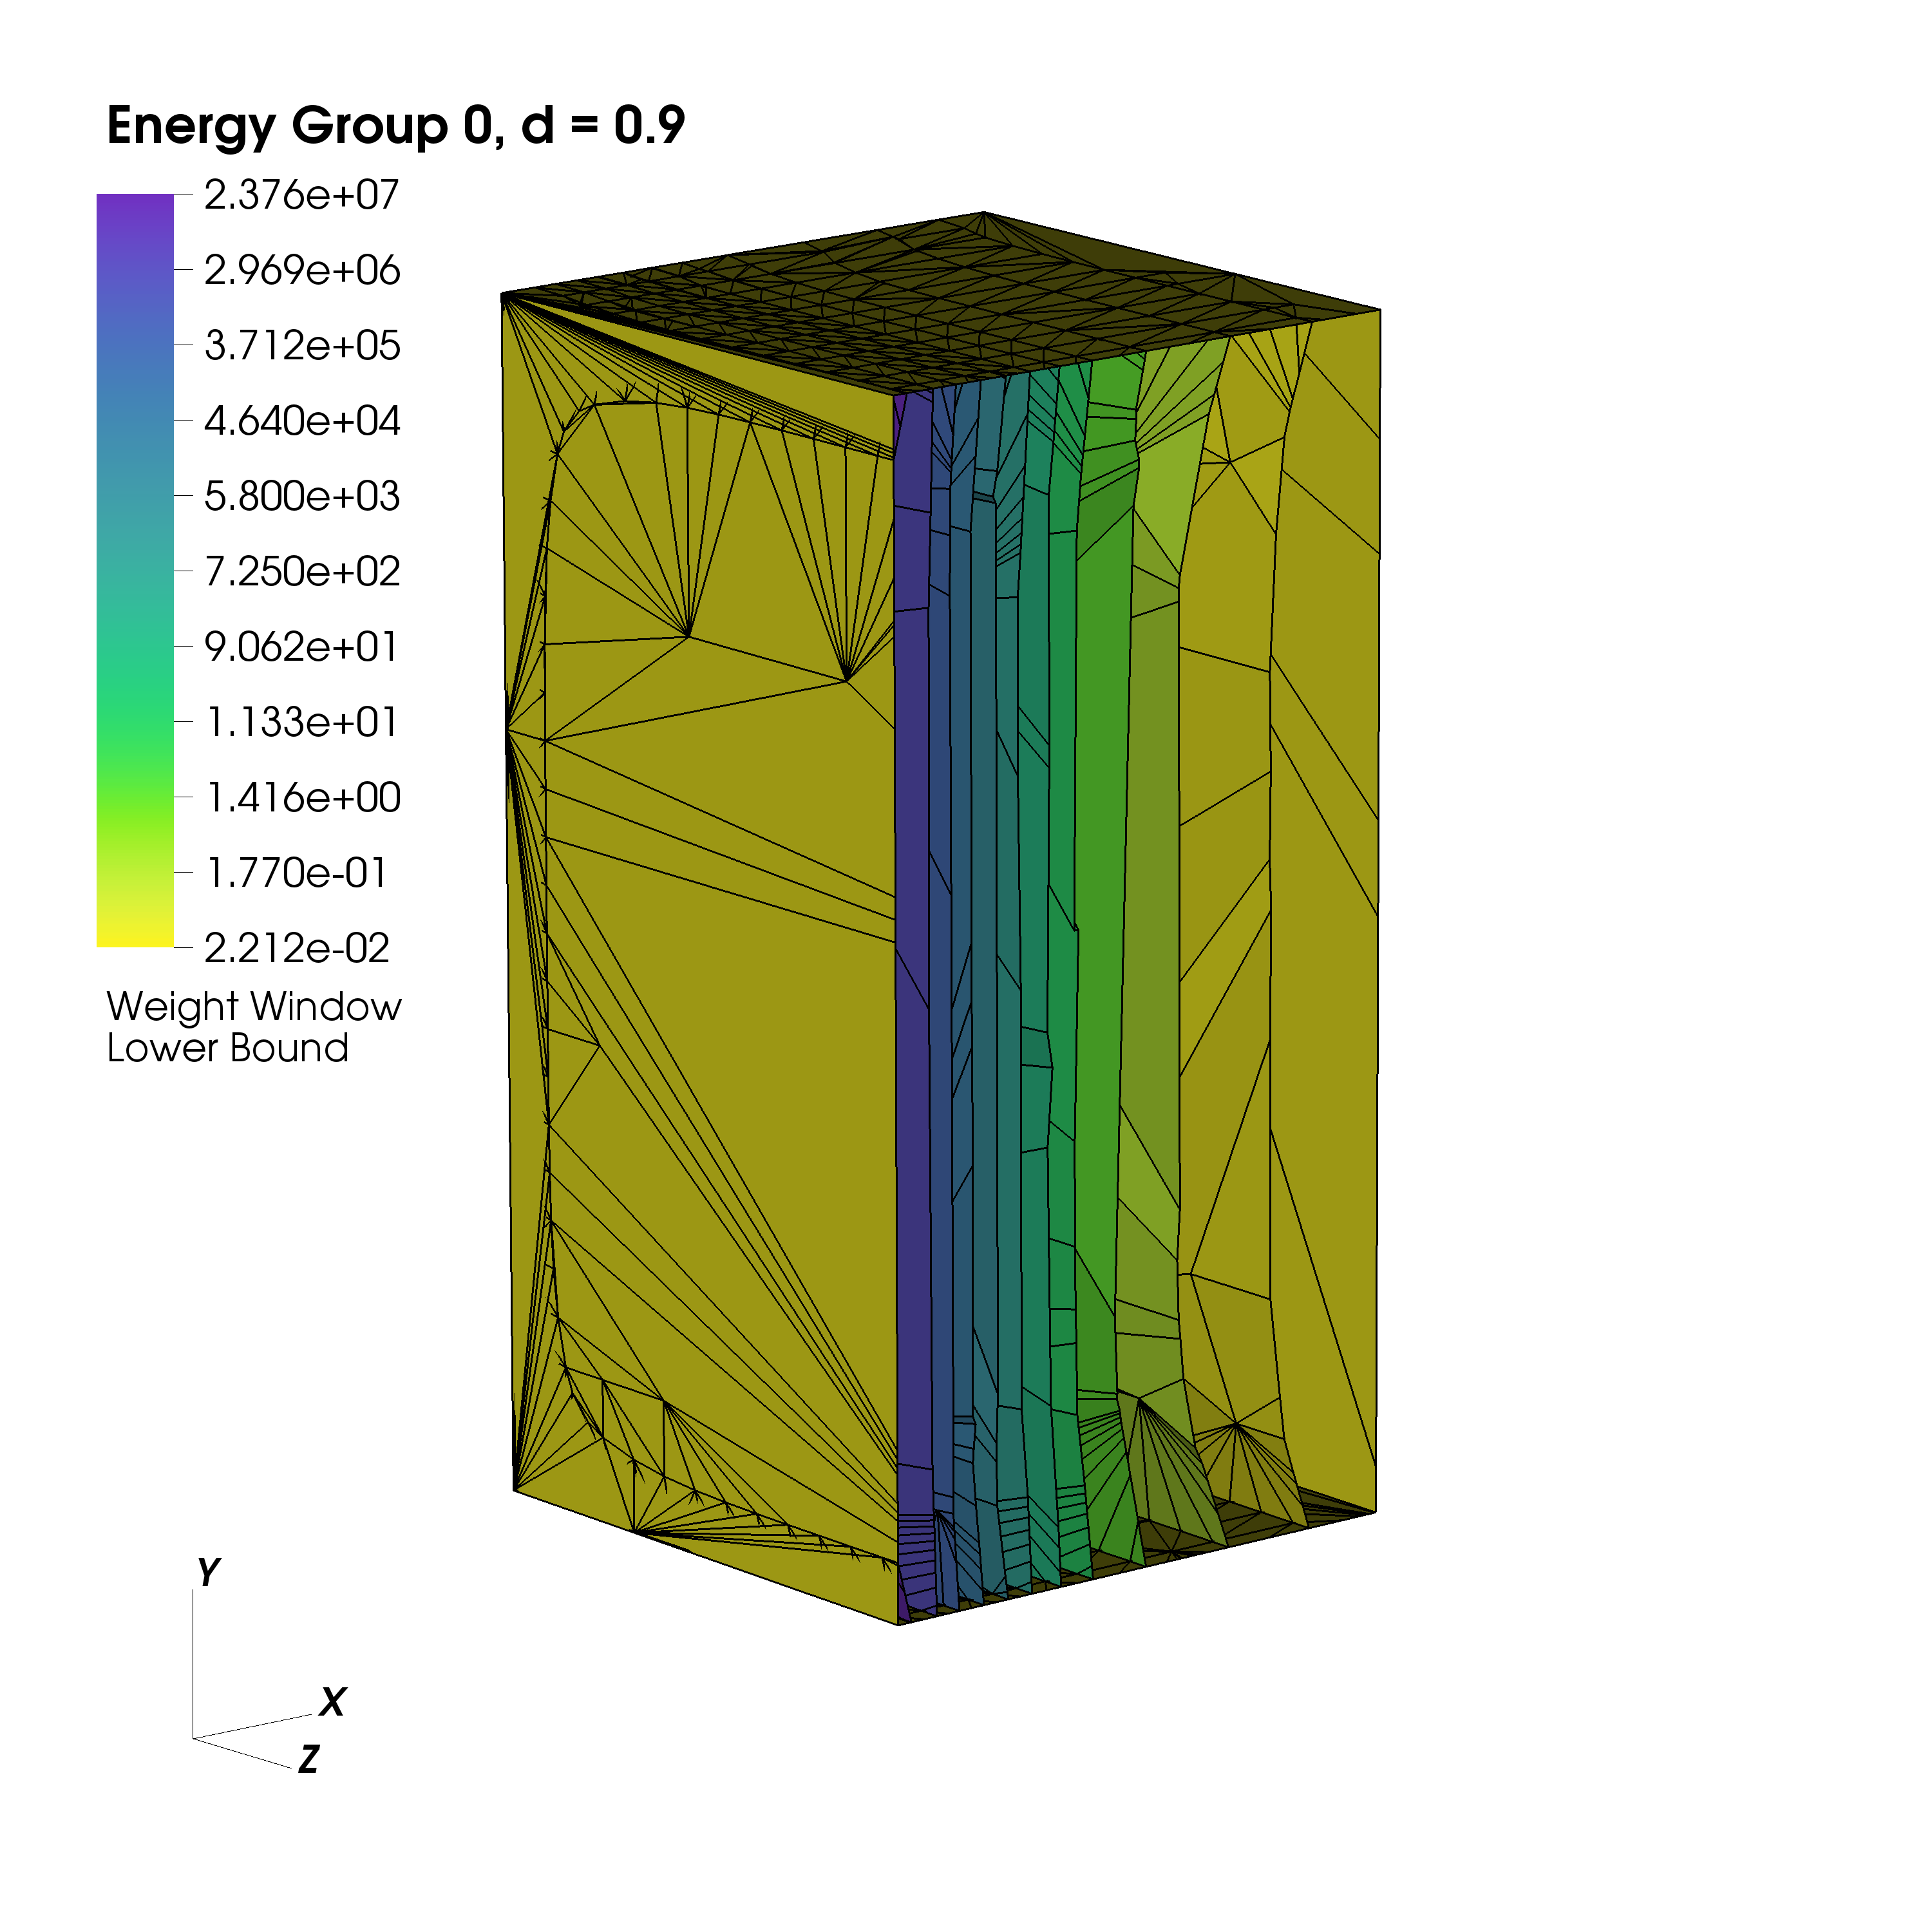 Energy Group 0, d = 0.9
2.376e+07
2.969e+06
3.712e+05
4.640e+04
5.800e+03
7.250e+02
9.062e+01
1.133e+01
1.416e+00
1.770e-01
2.212e-02
Weight Window
Lower Bound
Y
X
Z